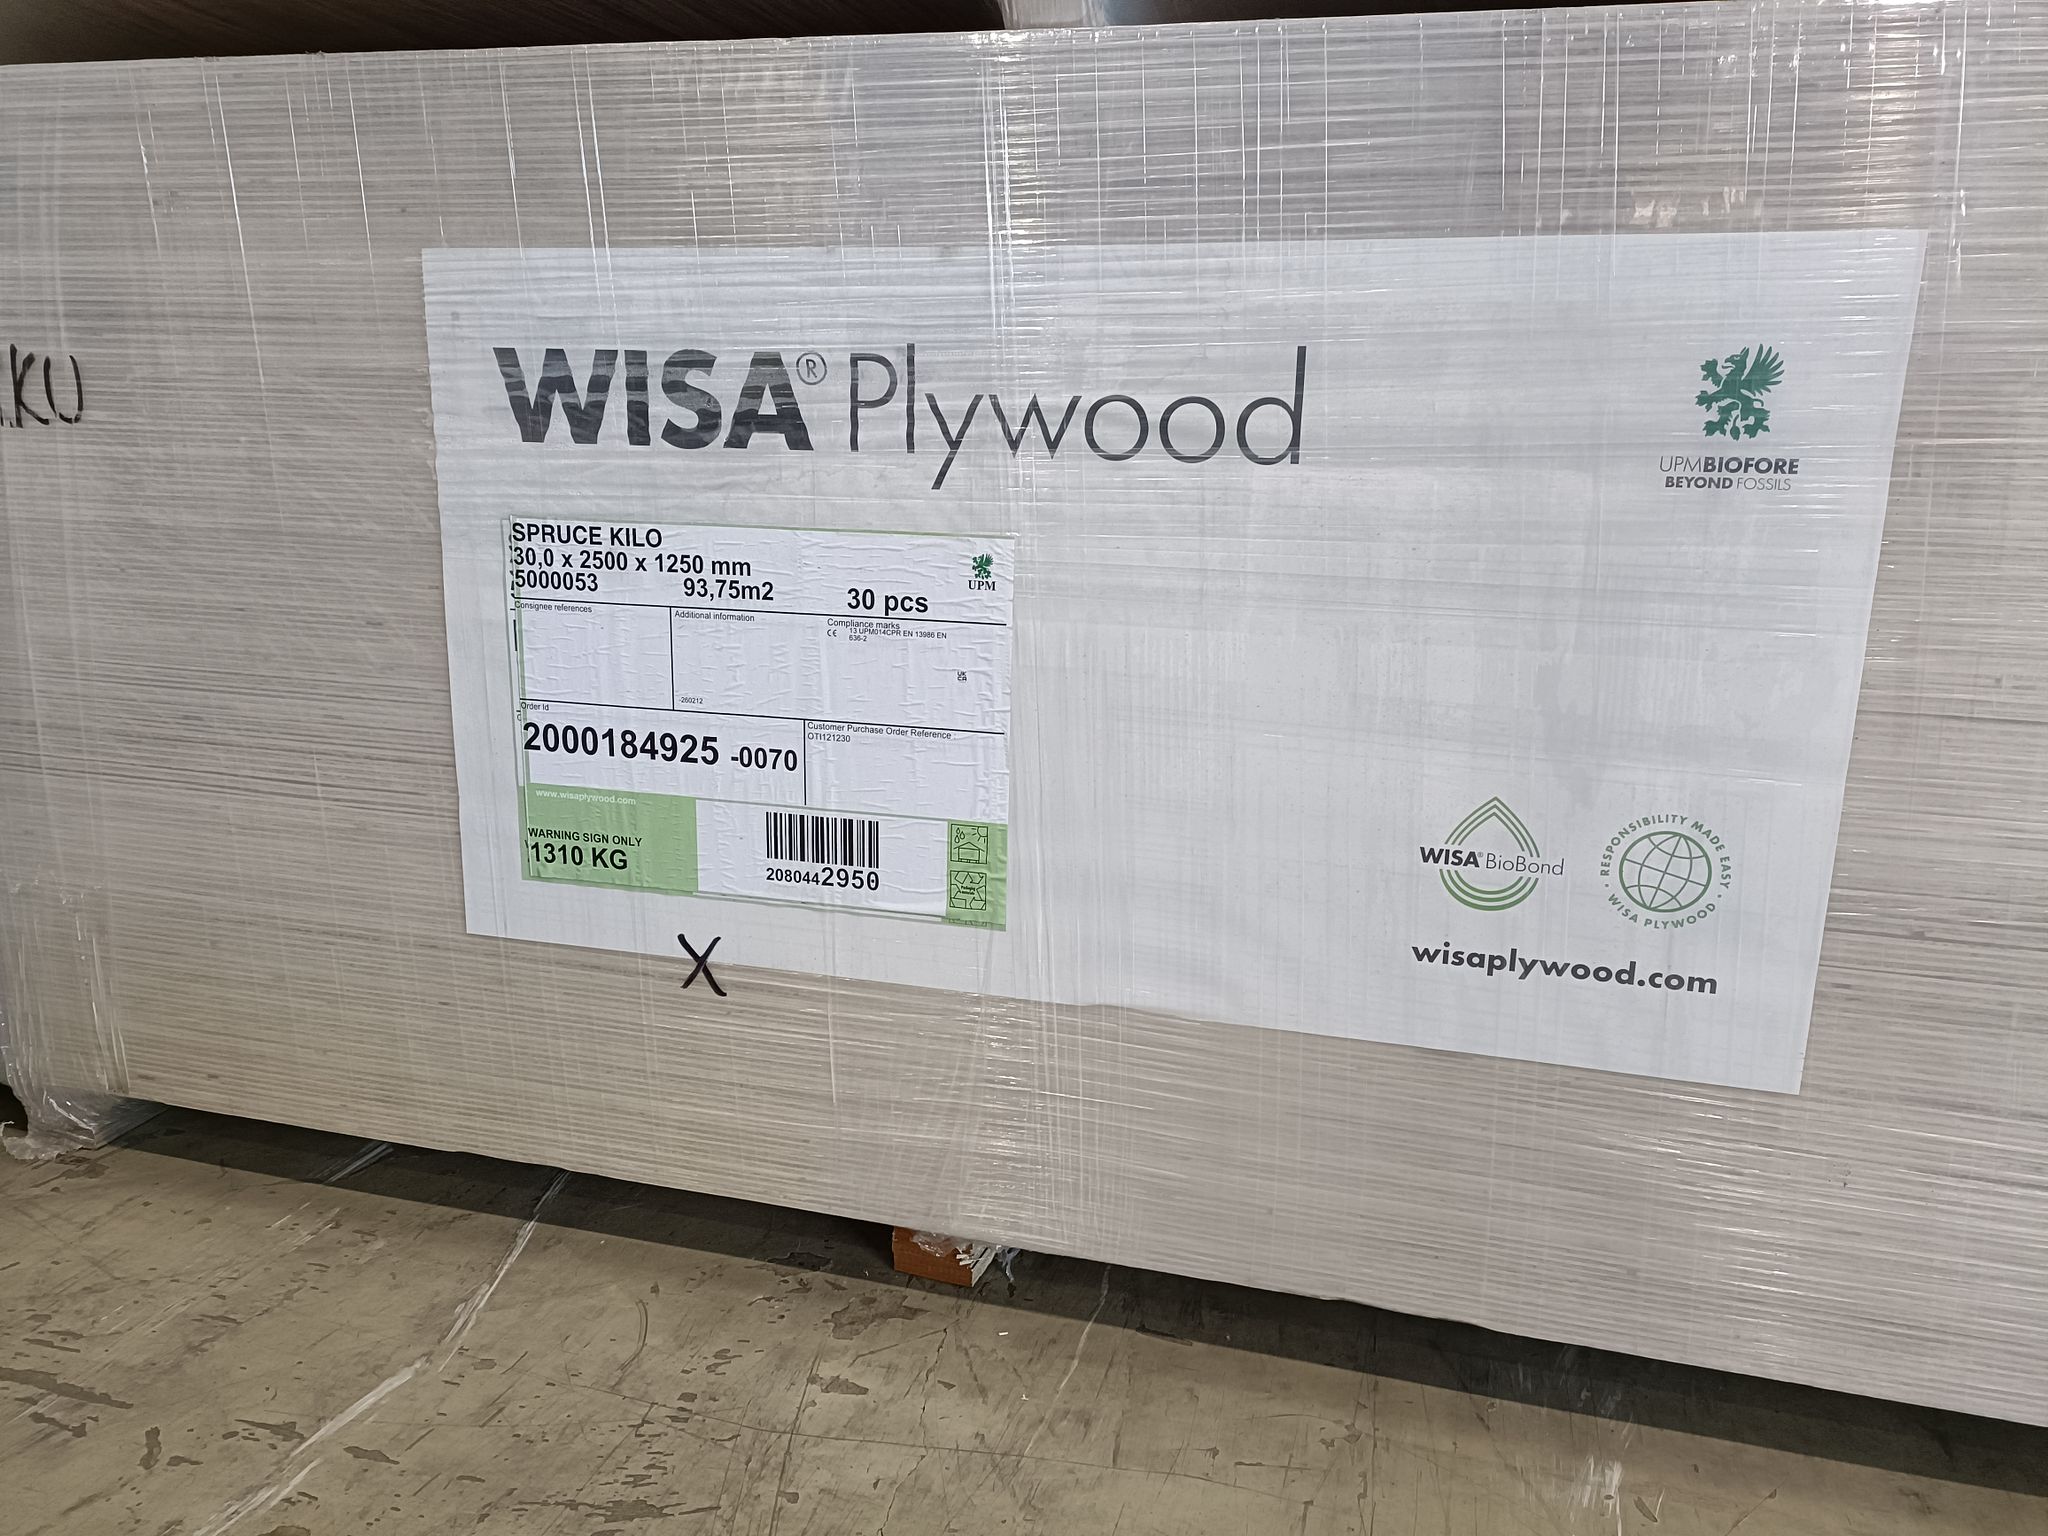 KU
WISA® Plywood
UPMBIOFORE
BEYOND FOSSILS
SPRUCE KILO
30,0 x 2500 x 1250 mm
5000053 93,75m2 30 pcs
UPM
Consignee references
Additional information
Compliance marks
CE 13 UPM014CPR EN 13986 EN
636-2
UK
CA
-260212
Order Id
2000184925 -0070
Customer Purchase Order Reference :
OTI121230
www.wisaplywood.com
WARNING SIGN ONLY
1310 KG
2080442950
X
WISA® BioBond
RESPONSIBILITY MADE EASY
WISA PLYWOOD
wisaplywood.com